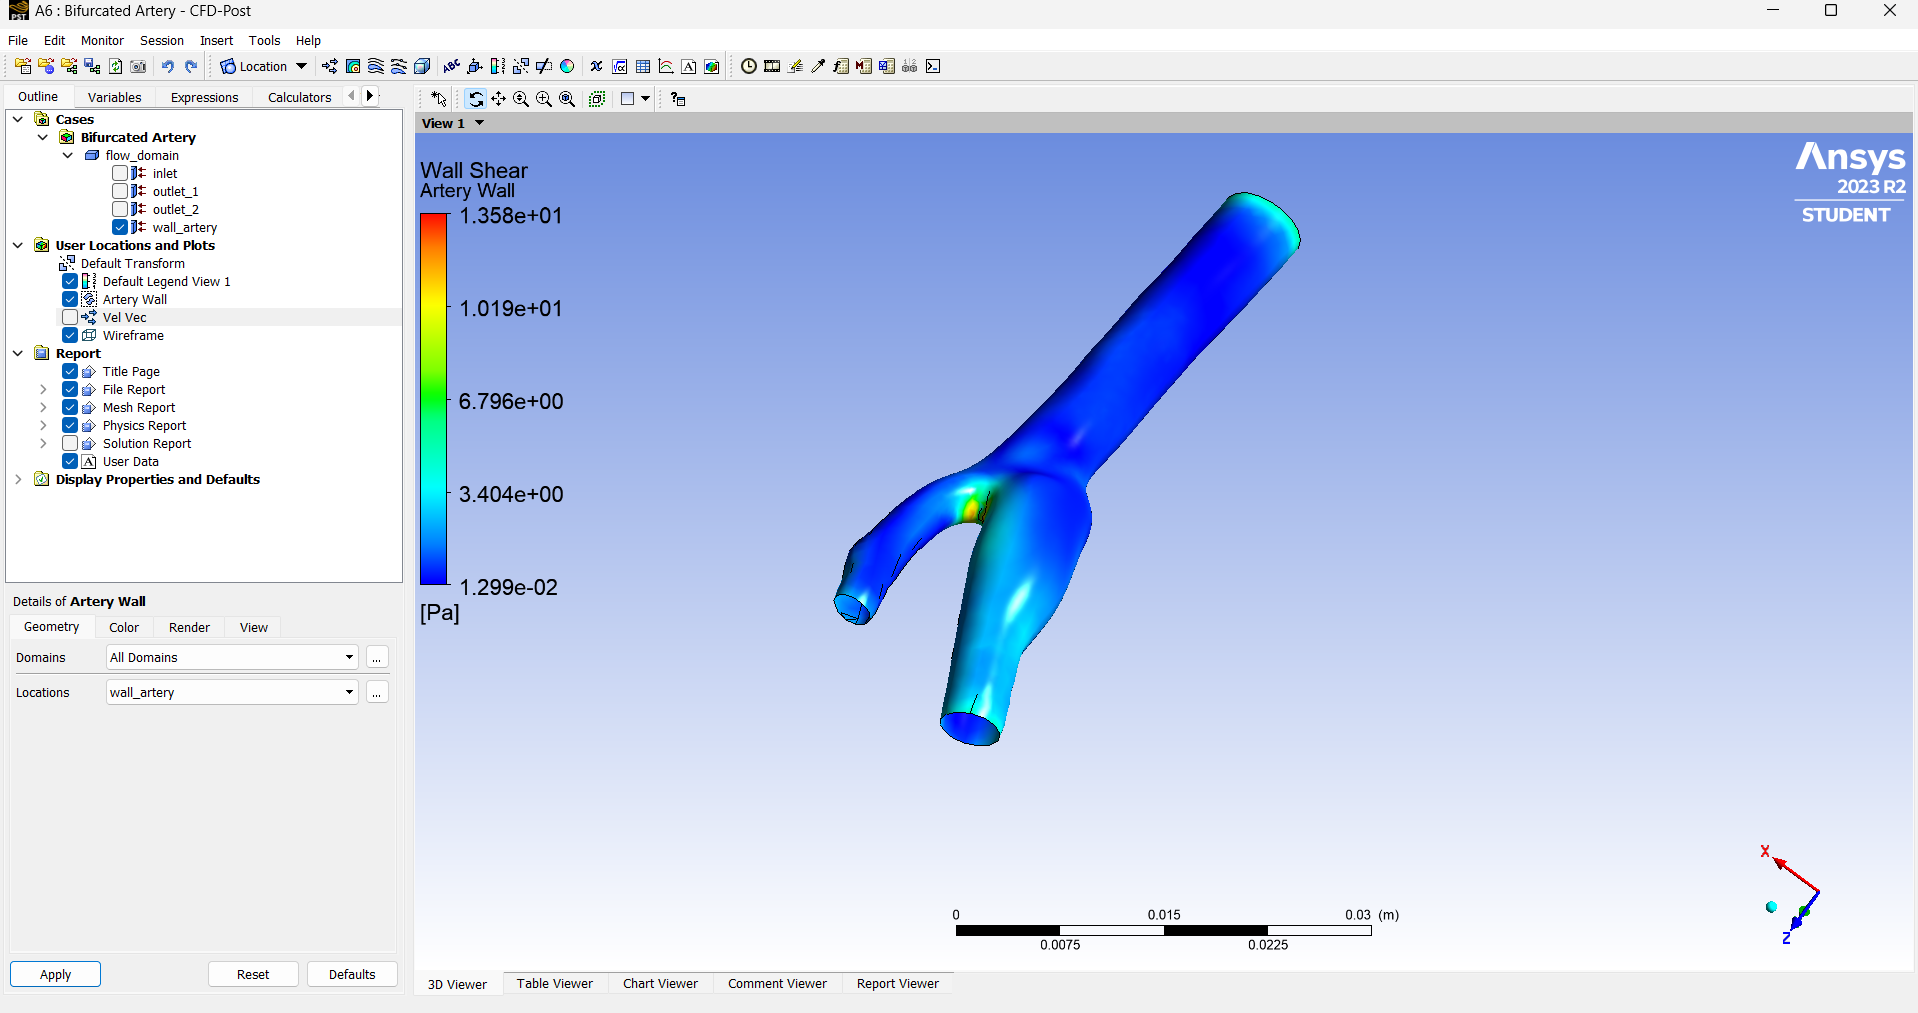 A6 : Bifurcated Artery - CFD-Post
File Edit Monitor Session Insert Tools Help
Location
Outline Variables Expressions Calculators
Cases
Bifurcated Artery
flow_domain
inlet
outlet_1
outlet_2
wall_artery
User Locations and Plots
Default Transform
Default Legend View 1
Artery Wall
Vel Vec
Wireframe
Report
Title Page
File Report
Mesh Report
Physics Report
Solution Report
User Data
Display Properties and Defaults
Details of Artery Wall
Geometry Color Render View
Domains All Domains ...
Locations wall_artery ...
Apply Reset Defaults
View 1
Wall Shear
Artery Wall
1.358e+01
1.019e+01
6.796e+00
3.404e+00
1.299e-02
[Pa]
Ansys
2023 R2
STUDENT
0 0.015 0.03 (m)
0.0075 0.0225
X
Z
3D Viewer Table Viewer Chart Viewer Comment Viewer Report Viewer